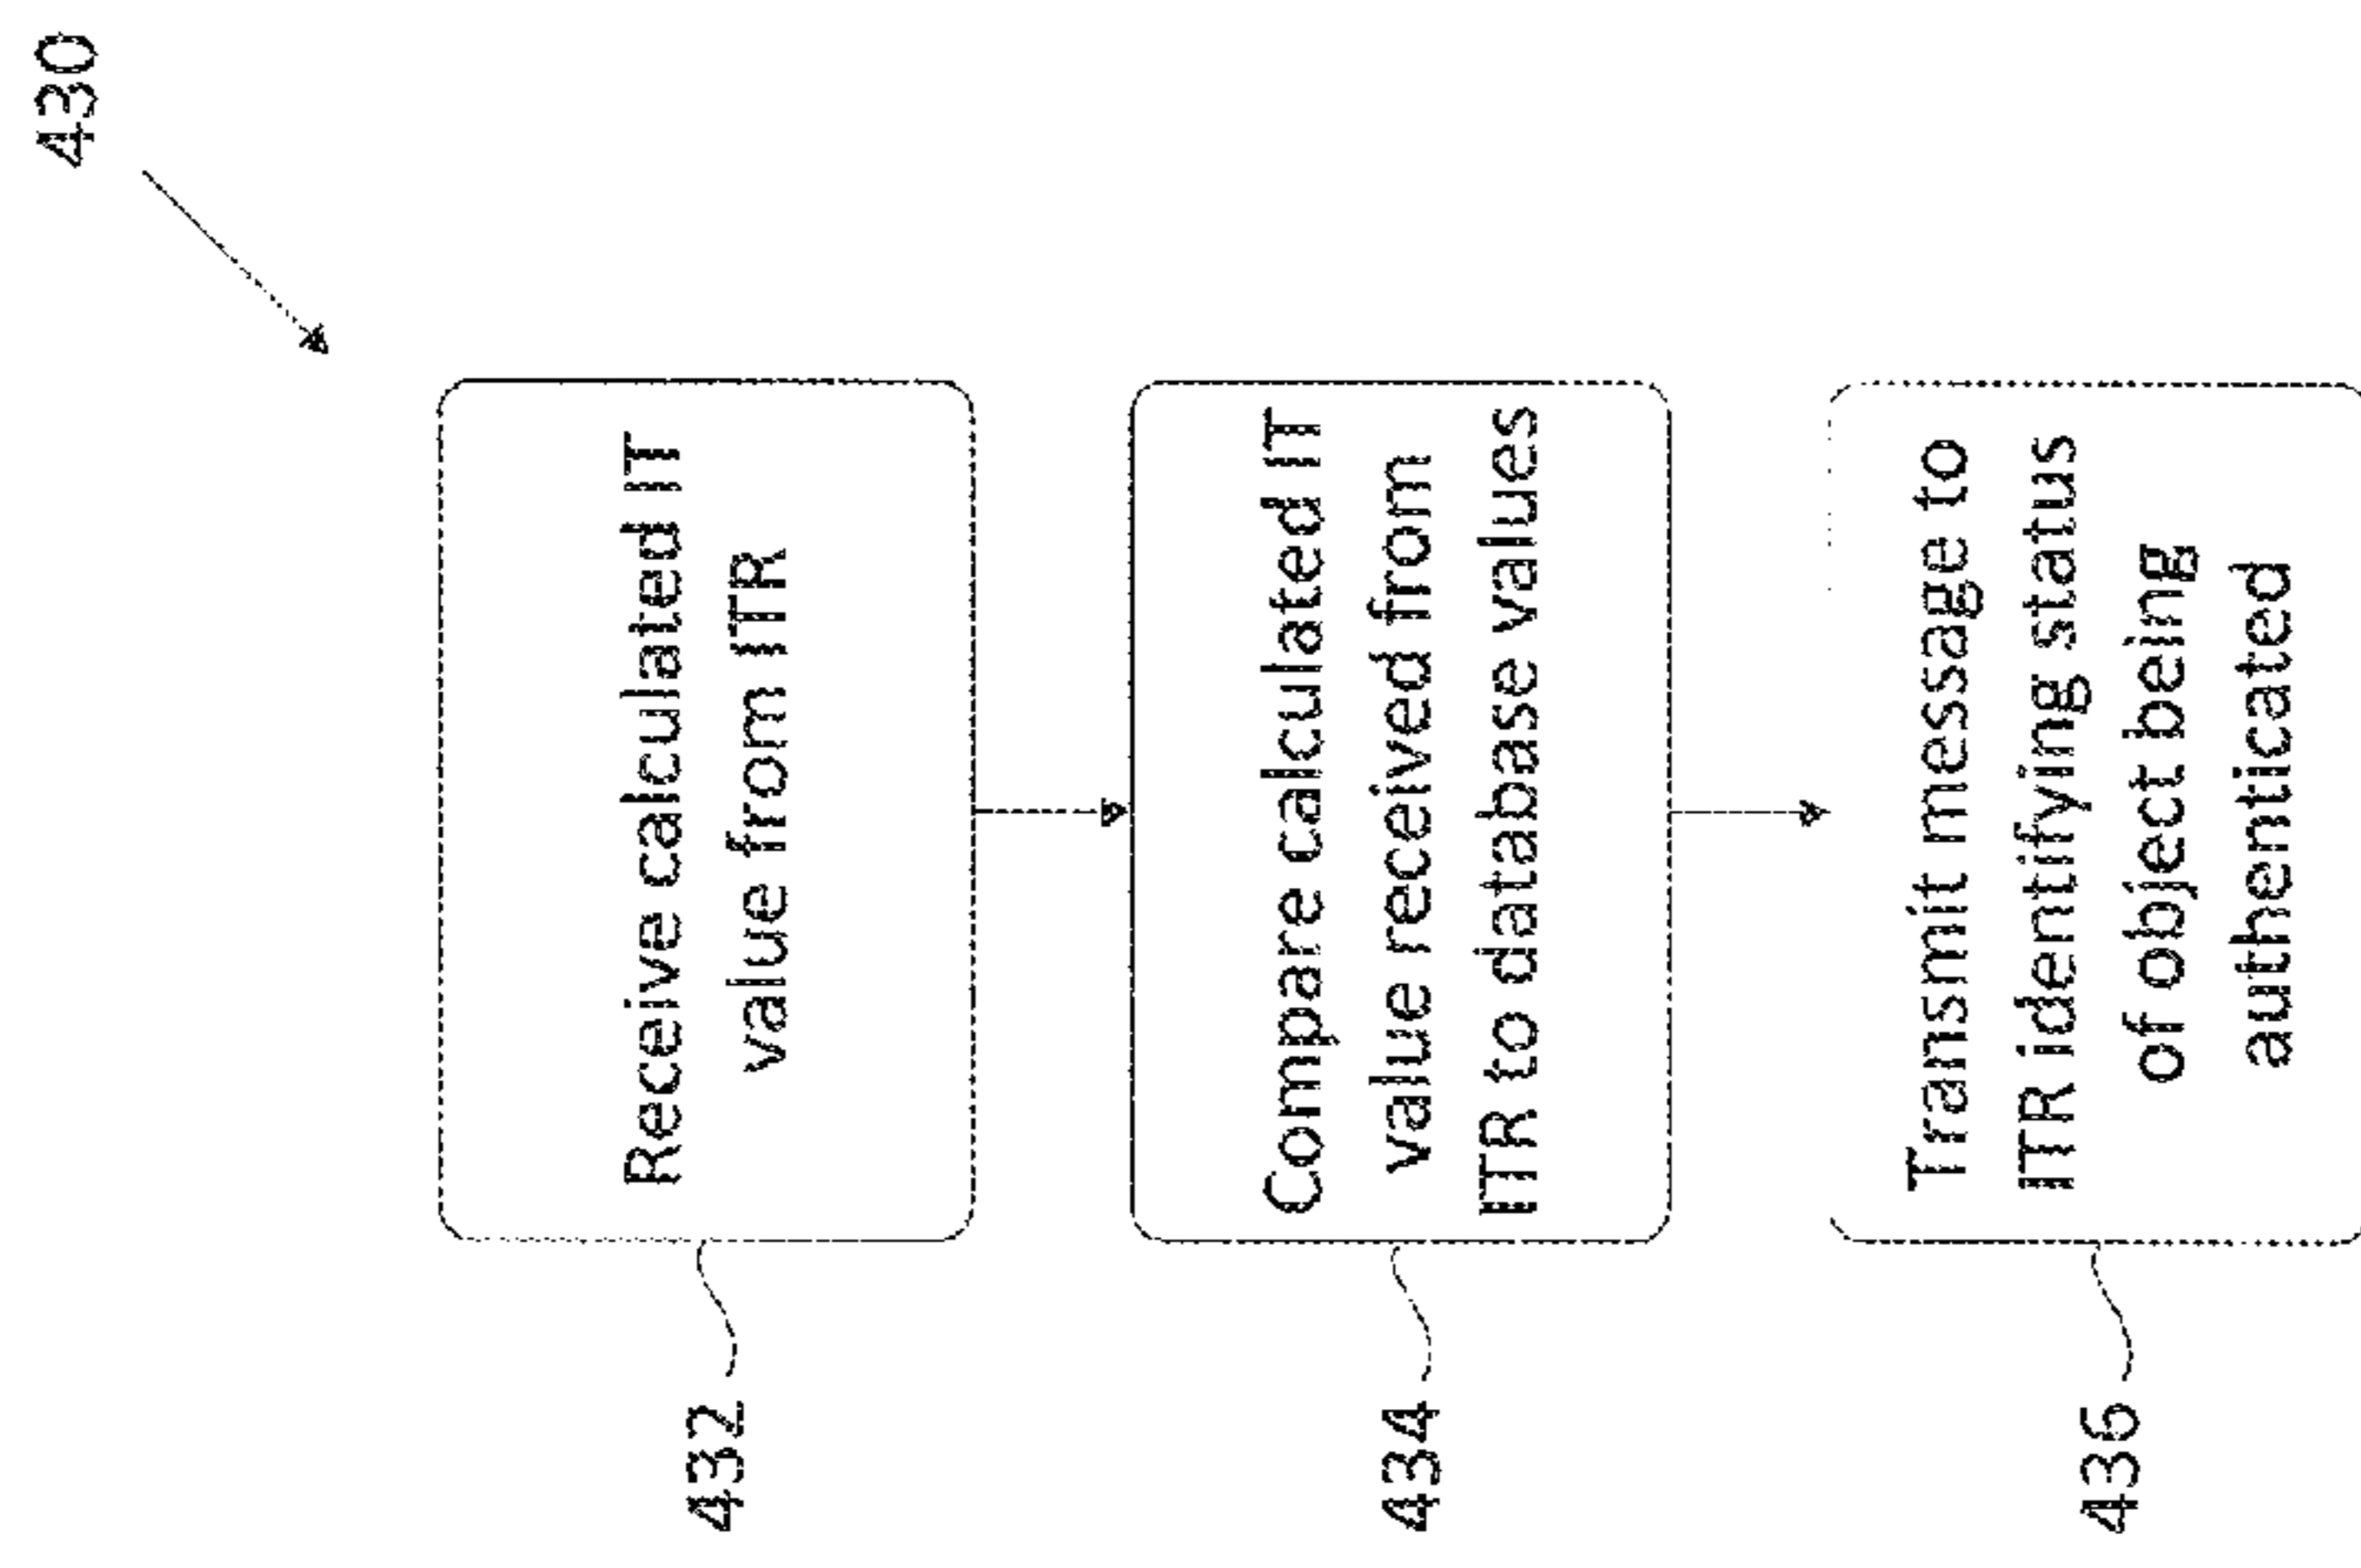 430
432
Receive calculated IT
value from ITR
434
Compare calculated IT
value received from
ITR to database values
436
Transmit message to
ITR identifying status
of object being
authenticated